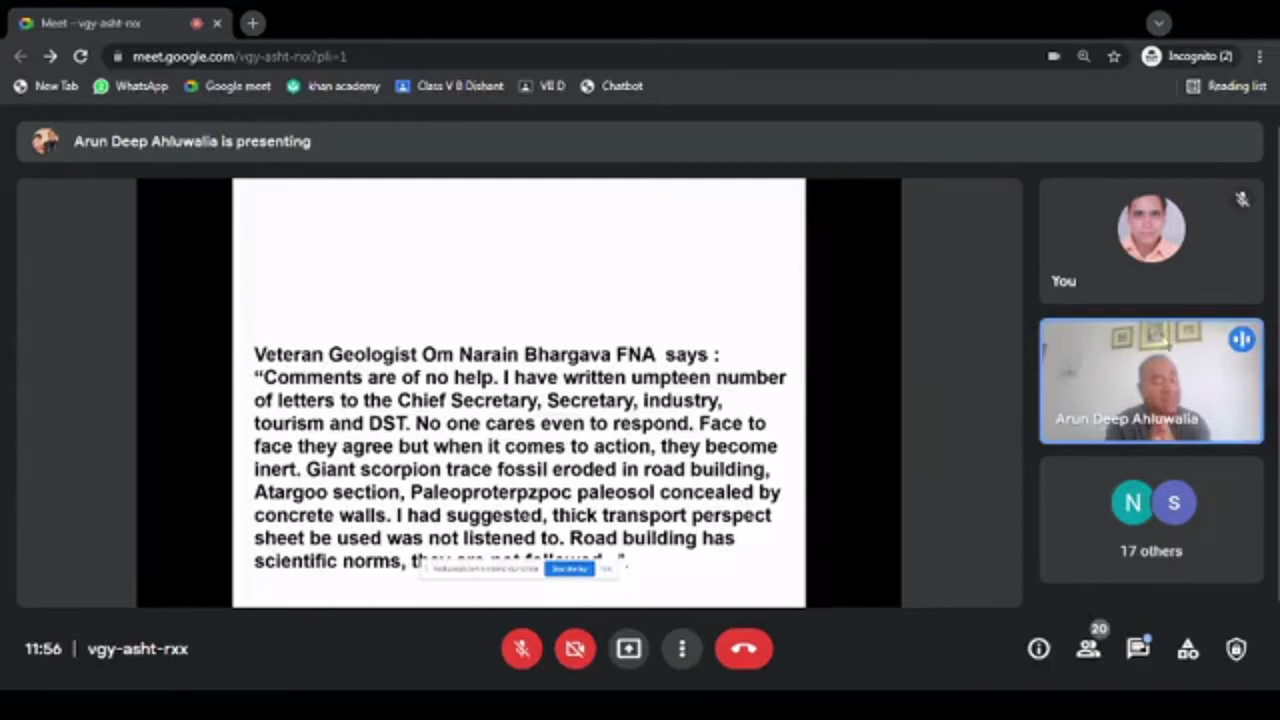 Meet - vgy-asht-rxx
meet.google.com/vgy-asht-rxx?pli=1
Incognito (2)
New Tab
WhatsApp
Google meet
khan academy
Class V B Dishant
VII D
Chatbot
Reading list
Arun Deep Ahluwalia is presenting
You
Veteran Geologist Om Narain Bhargava FNA says :
“Comments are of no help. I have written umpteen number
of letters to the Chief Secretary, Secretary, industry,
tourism and DST. No one cares even to respond. Face to
face they agree but when it comes to action, they become
inert. Giant scorpion trace fossil eroded in road building,
Atargoo section, Paleoproterpzpoc paleosol concealed by
concrete walls. I had suggested, thick transport perspect
sheet be used was not listened to. Road building has
scientific norms, they are not followed ”.
Arun Deep Ahluwalia
N
S
17 others
11:56 | vgy-asht-rxx
20